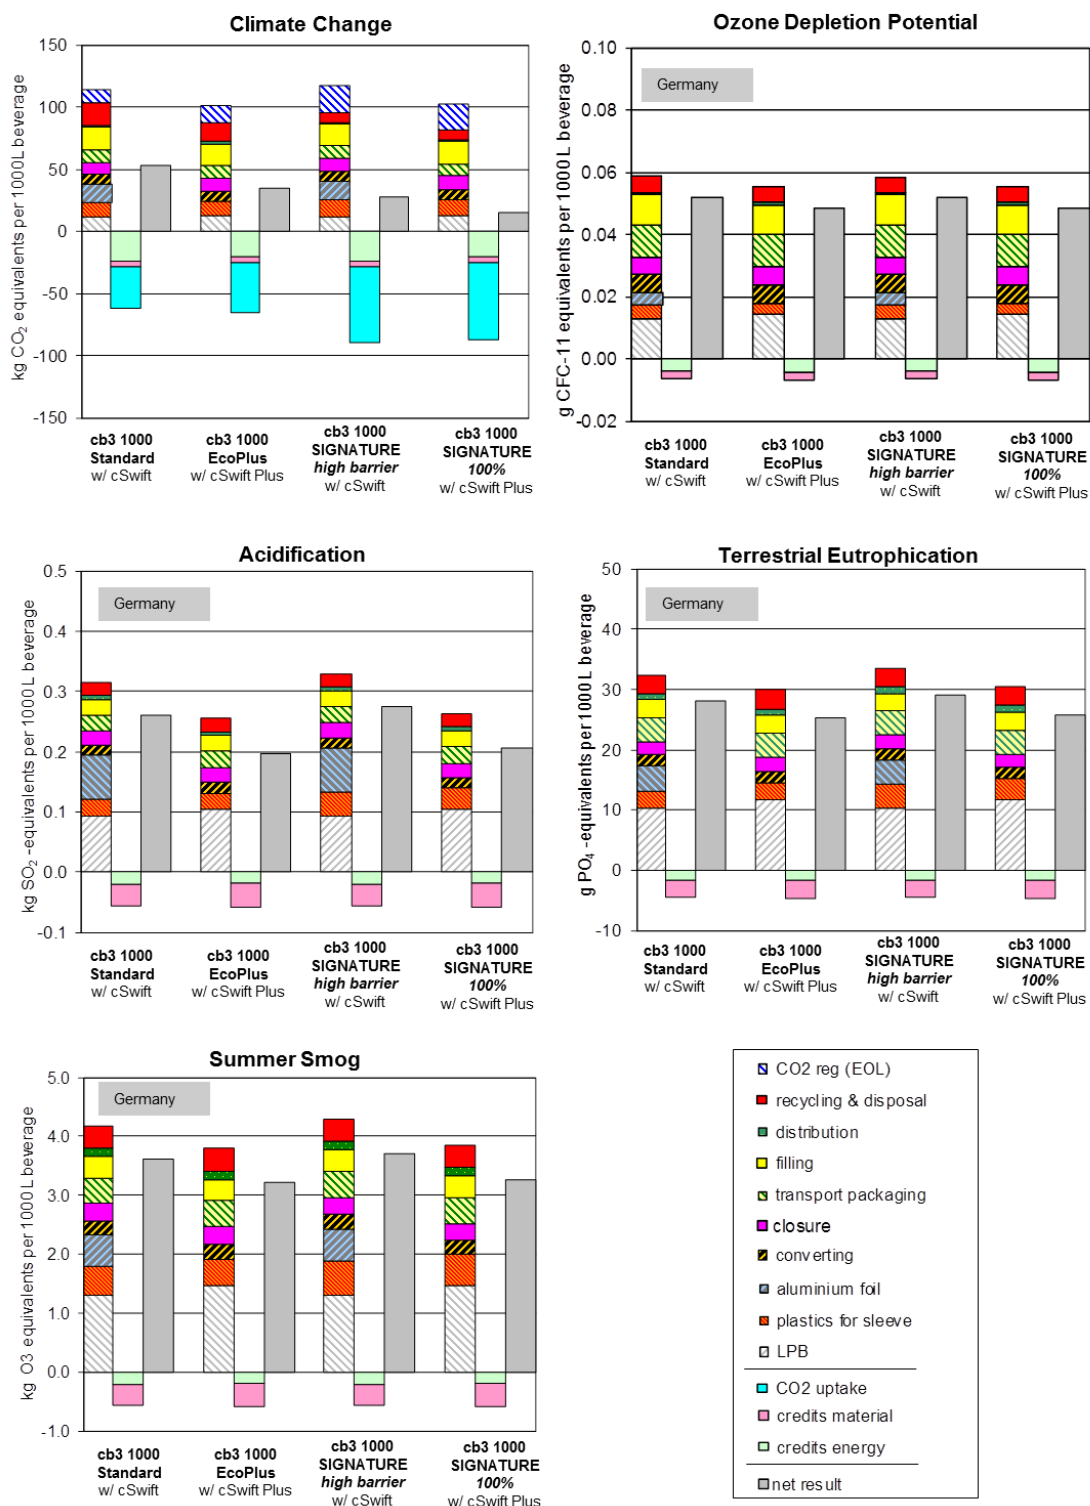 Climate Change
kg CO₂ equivalents per 1000L beverage
150
100
50
0
-50
-100
-150
cb3 1000
Standard
w/ cSwift
cb3 1000
EcoPlus
w/ cSwift Plus
cb3 1000
SIGNATURE
high barrier
w/ cSwift
cb3 1000
SIGNATURE
100%
w/ cSwift Plus
Ozone Depletion Potential
g CFC-11 equivalents per 1000 L beverage
Germany
0.10
0.08
0.06
0.04
0.02
0.00
-0.02
cb3 1000
Standard
w/ cSwift
cb3 1000
EcoPlus
w/ cSwift Plus
cb3 1000
SIGNATURE
high barrier
w/ cSwift
cb3 1000
SIGNATURE
100%
w/ cSwift Plus
Acidification
kg SO₂ -equivalents per 1000 L beverage
Germany
0.5
0.4
0.3
0.2
0.1
0.0
-0.1
cb3 1000
Standard
w/ cSwift
cb3 1000
EcoPlus
w/ cSwift Plus
cb3 1000
SIGNATURE
high barrier
w/ cSwift
cb3 1000
SIGNATURE
100%
w/ cSwift Plus
Terrestrial Eutrophication
g PO₄ -equivalents per 1000 L beverage
Germany
50
40
30
20
10
0
-10
cb3 1000
Standard
w/ cSwift
cb3 1000
EcoPlus
w/ cSwift Plus
cb3 1000
SIGNATURE
high barrier
w/ cSwift
cb3 1000
SIGNATURE
100%
w/ cSwift Plus
Summer Smog
kg O3 equivalents per 1000 L beverage
Germany
5.0
4.0
3.0
2.0
1.0
0.0
-1.0
cb3 1000
Standard
w/ cSwift
cb3 1000
EcoPlus
w/ cSwift Plus
cb3 1000
SIGNATURE
high barrier
w/ cSwift
cb3 1000
SIGNATURE
100%
w/ cSwift Plus
CO2 reg (EOL)
recycling & disposal
distribution
filling
transport packaging
closure
converting
aluminium foil
plastics for sleeve
LPB
CO2 uptake
credits material
credits energy
net result